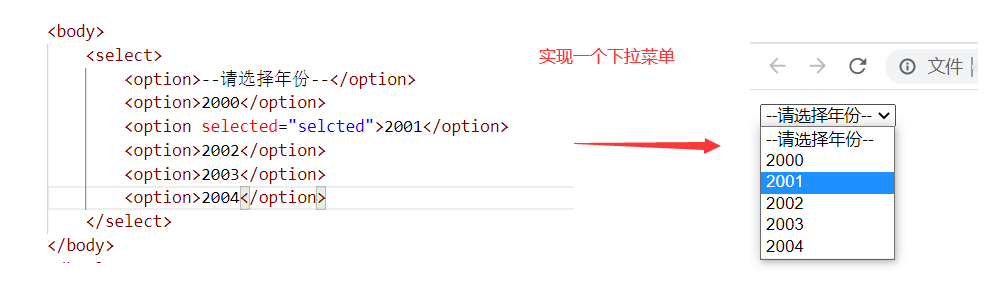 <body>
<select>
<option>--请选择年份--</option>
<option>2000</option>
<option selected="selcted">2001</option>
<option>2002</option>
<option>2003</option>
<option>2004</option>
</select>
</body>
实现一个下拉菜单
文件
--请选择年份--
--请选择年份--
2000
2001
2002
2003
2004